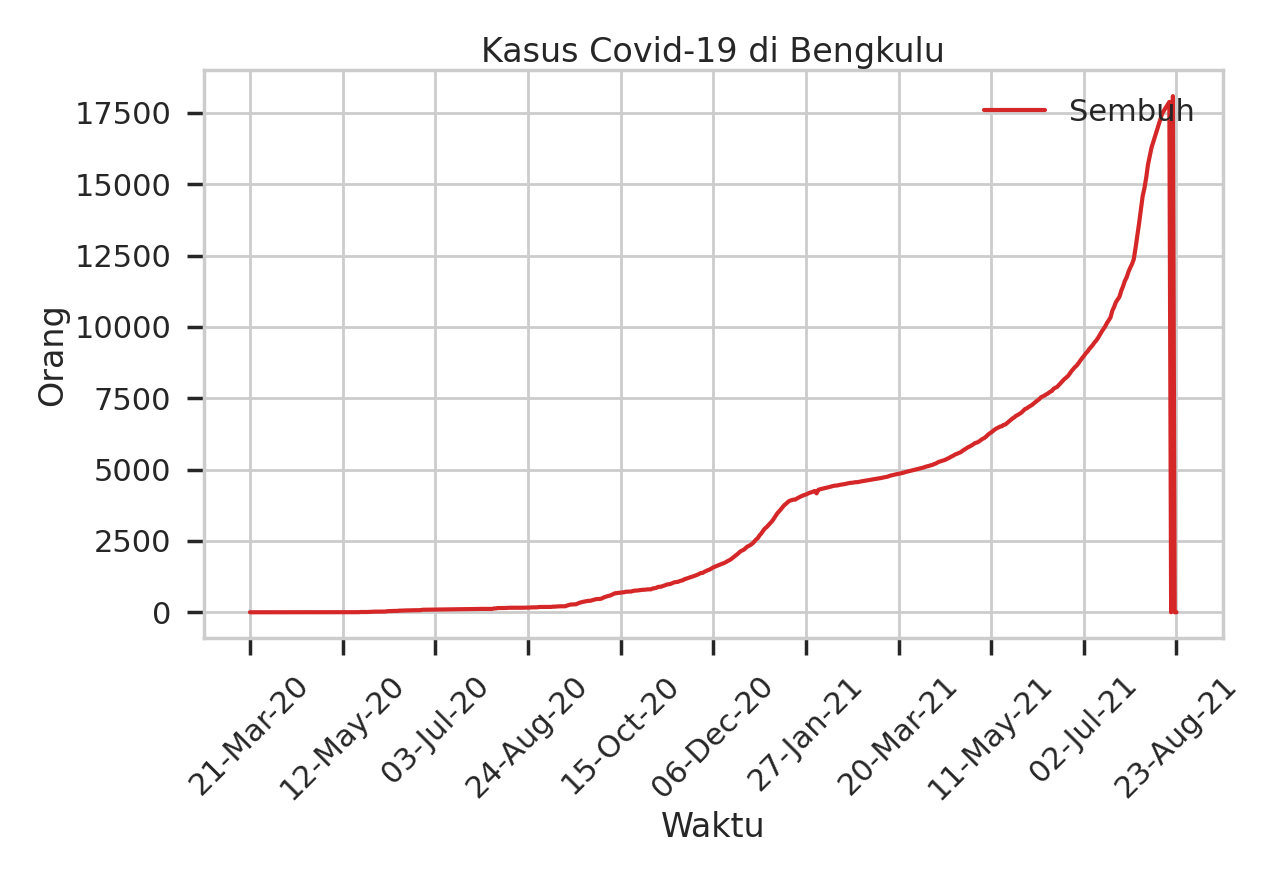 Kasus Covid-19 di Bengkulu
Sembuh
17500
15000
12500
10000
7500
5000
2500
0
Orang
21-Mar-20
12-May-20
03-Jul-20
24-Aug-20
15-Oct-20
06-Dec-20
27-Jan-21
20-Mar-21
11-May-21
02-Jul-21
23-Aug-21
Waktu